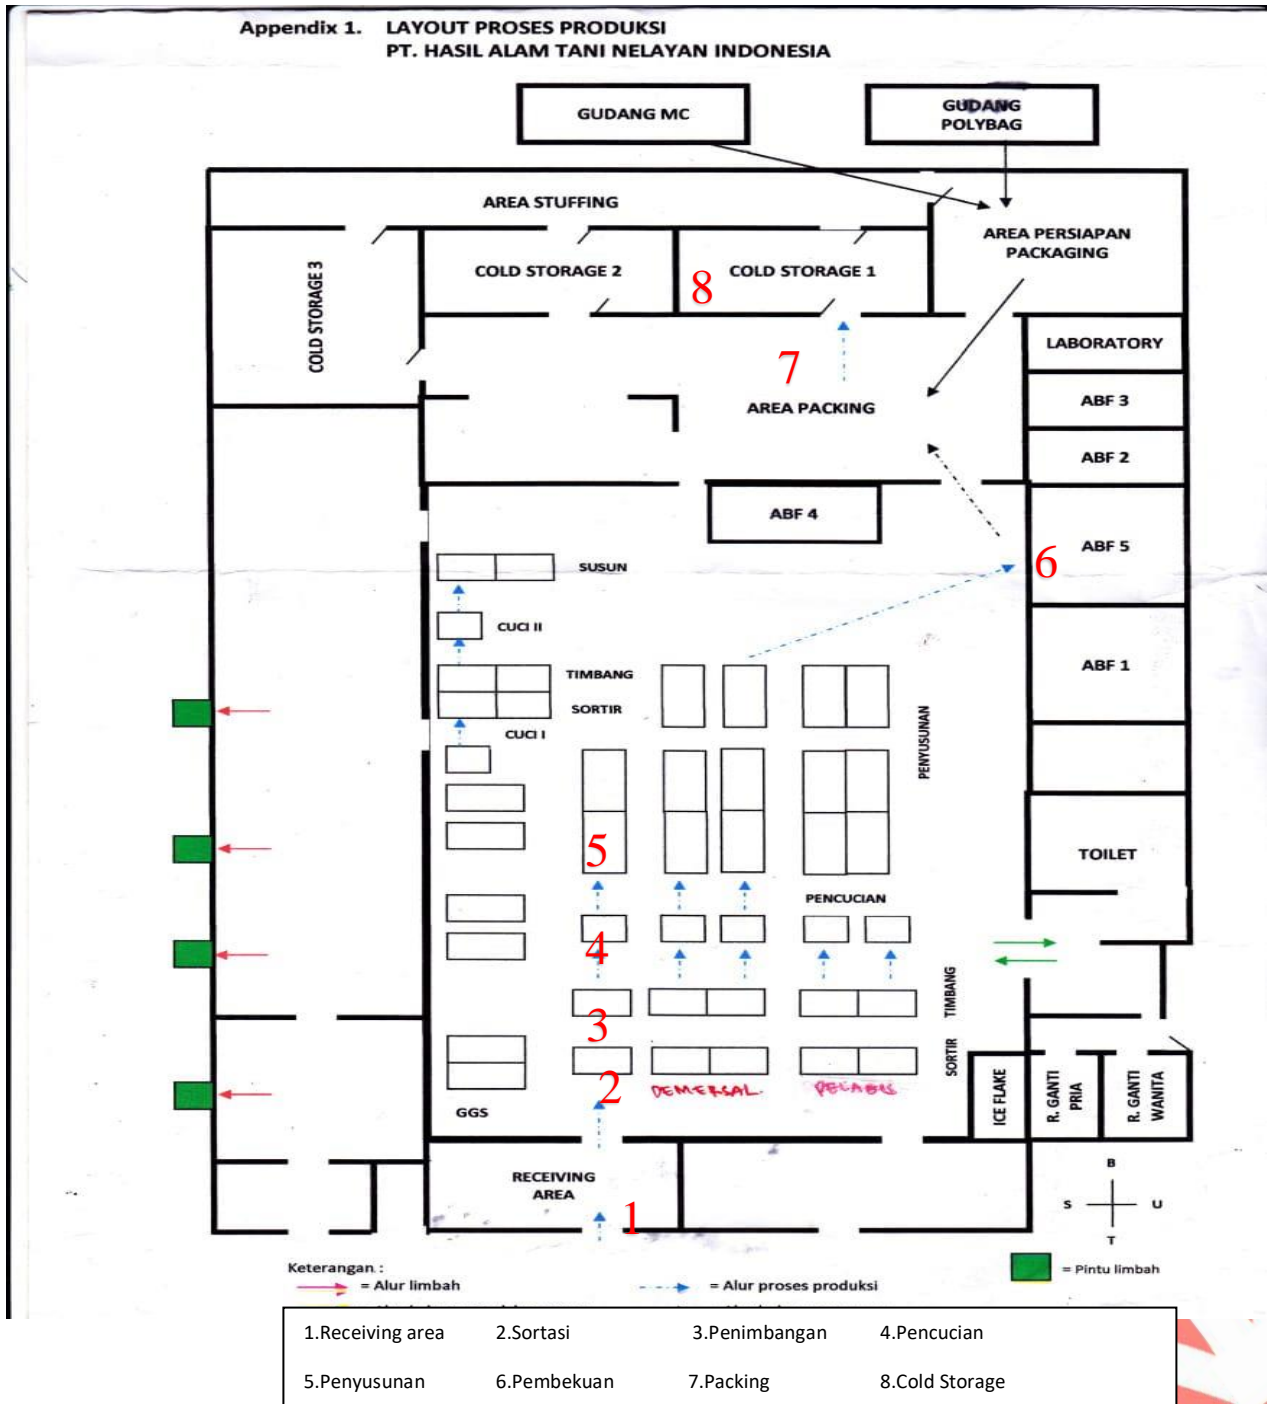 Appendix 1. LAYOUT PROSES PRODUKSI
PT. HASIL ALAM TANI NELAYAN INDONESIA
GUDANG MC
GUDANG
POLYBAG
AREA STUFFING
AREA PERSIAPAN
PACKAGING
COLD STORAGE 3
COLD STORAGE 2
8
COLD STORAGE 1
LABORATORY
7
AREA PACKING
ABF 3
ABF 2
ABF 4
ABF 5
6
SUSUN
CUCI II
TIMBANG
SORTIR
CUCI I
ABF 1
PENYUSUNAN
5
TOILET
PENCUCIAN
4
TIMBANG
3
SORTIR
2
DEMERSAL
PELAGIS
GGS
ICE FLAKE
R. GANTI
PRIA
R. GANTI
WANITA
RECEIVING
AREA
1
B
S
U
T
Keterangan :
= Alur limbah
= Alur proses produksi
= Pintu limbah
1.Receiving area 2.Sortasi 3.Penimbangan 4.Pencucian
5.Penyusunan 6.Pembekuan 7.Packing 8.Cold Storage